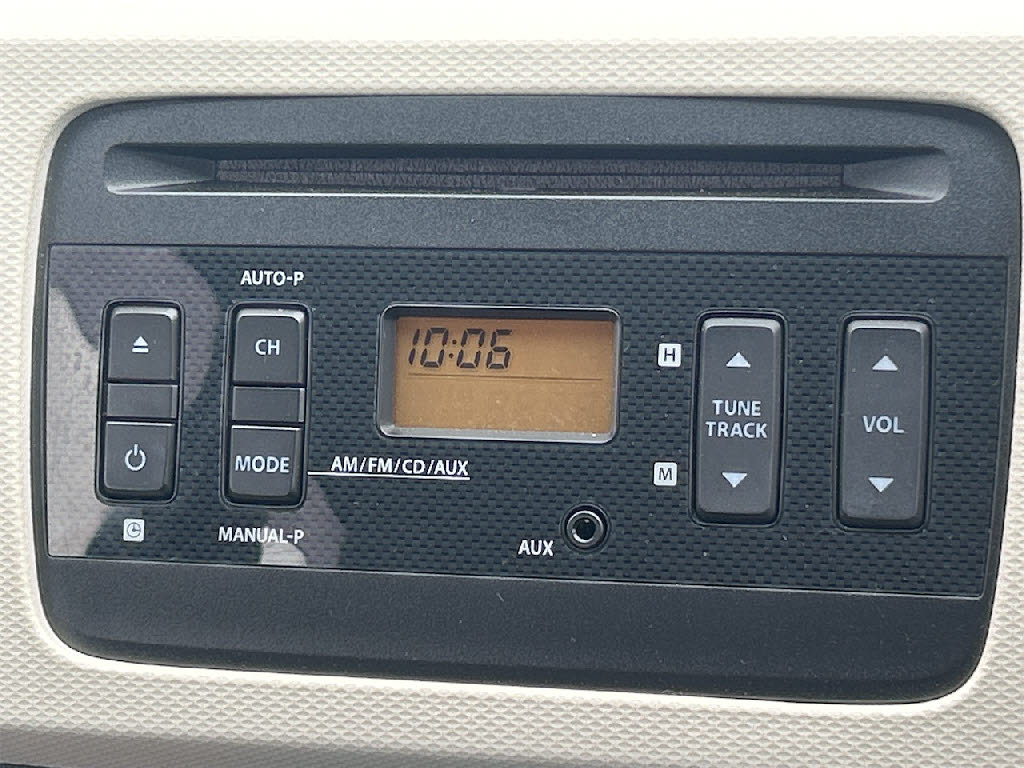 AUTO-P
CH
MODE
AM/FM/CD/AUX
MANUAL-P
10:06
AUX
H
M
TUNE
TRACK
VOL